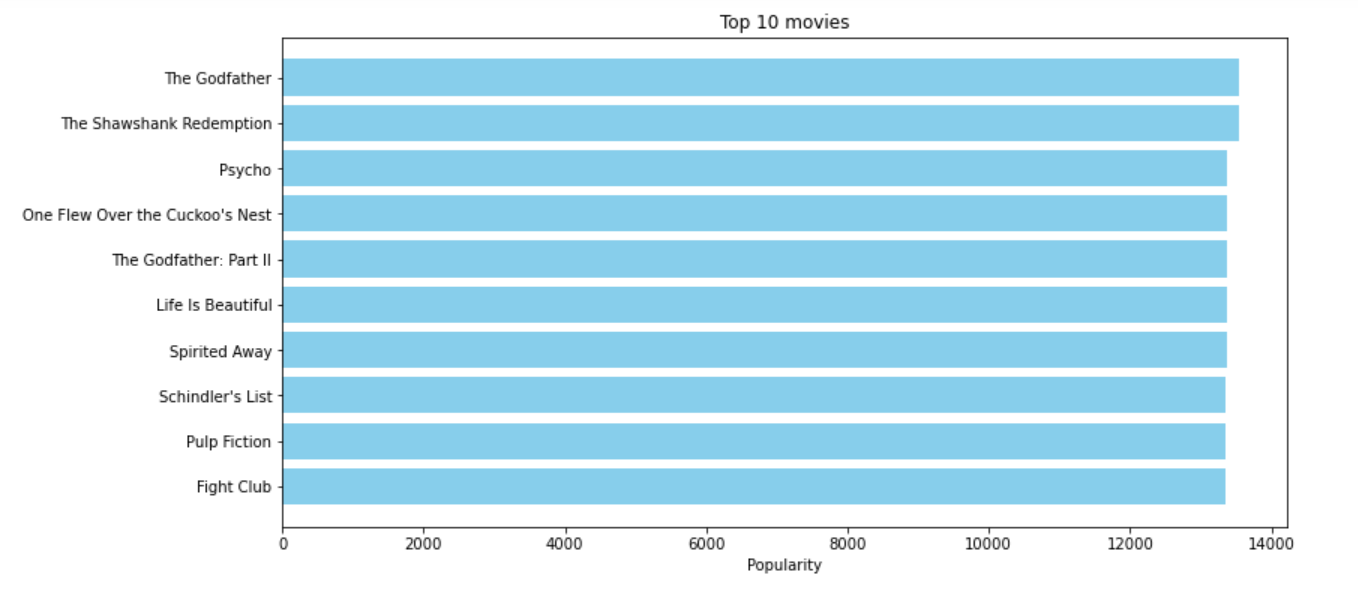 Top 10 movies
The Godfather
The Shawshank Redemption
Psycho
One Flew Over the Cuckoo's Nest
The Godfather: Part II
Life Is Beautiful
Spirited Away
Schindler's List
Pulp Fiction
Fight Club
0 2000 4000 6000 8000 10000 12000 14000
Popularity